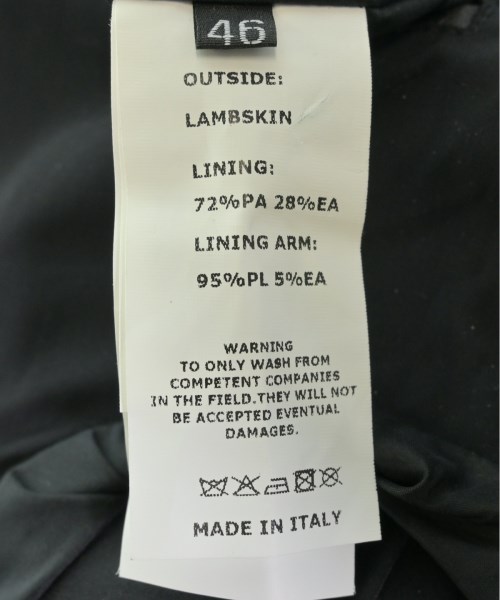 46
OUTSIDE:
LAMBSKIN
LINING:
72%PA 28%EA
LINING ARM:
95%PL 5%EA
WARNING
TO ONLY WASH FROM
COMPETENT COMPANIES
IN THE FIELD.THEY WILL NOT
BE ACCEPTED EVENTUAL
DAMAGES.
MADE IN ITALY